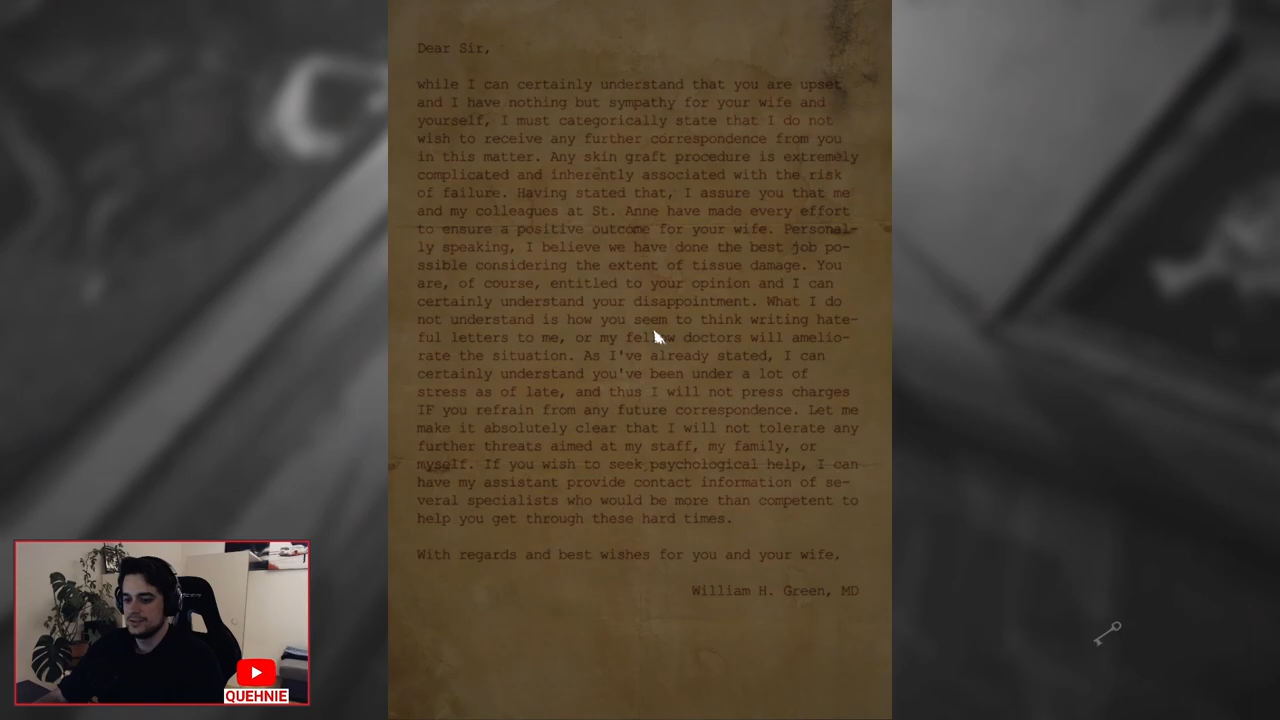 Dear Sir,
while I can certainly understand that you are upset
and I have nothing but sympathy for your wife and
yourself, I must categorically state that I do not
wish to receive any further correspondence from you
in this matter. Any skin graft procedure is extremely
complicated and inherently associated with the risk
of failure. Having stated that, I assure you that me
and my colleagues at St. Anne have made every effort
to ensure a positive outcome for your wife. Personal-
ly speaking, I believe we have done the best job po-
ssible considering the extent of tissue damage. You
are, of course, entitled to your opinion and I can
certainly understand your disappointment. What I do
not understand is how you seem to think writing hate-
ful letters to me, or my fellow doctors will amelio-
rate the situation. As I've already stated, I can
certainly understand you've been under a lot of
stress as of late, and thus I will not press charges
IF you refrain from any future correspondence. Let me
make it absolutely clear that I will not tolerate any
further threats aimed at my staff, my family, or
myself. If you wish to seek psychological help, I can
have my assistant provide contact information of se-
veral specialists who would be more than competent to
help you get through these hard times.
With regards and best wishes for you and your wife,
William H. Green, MD
QUEHNIE